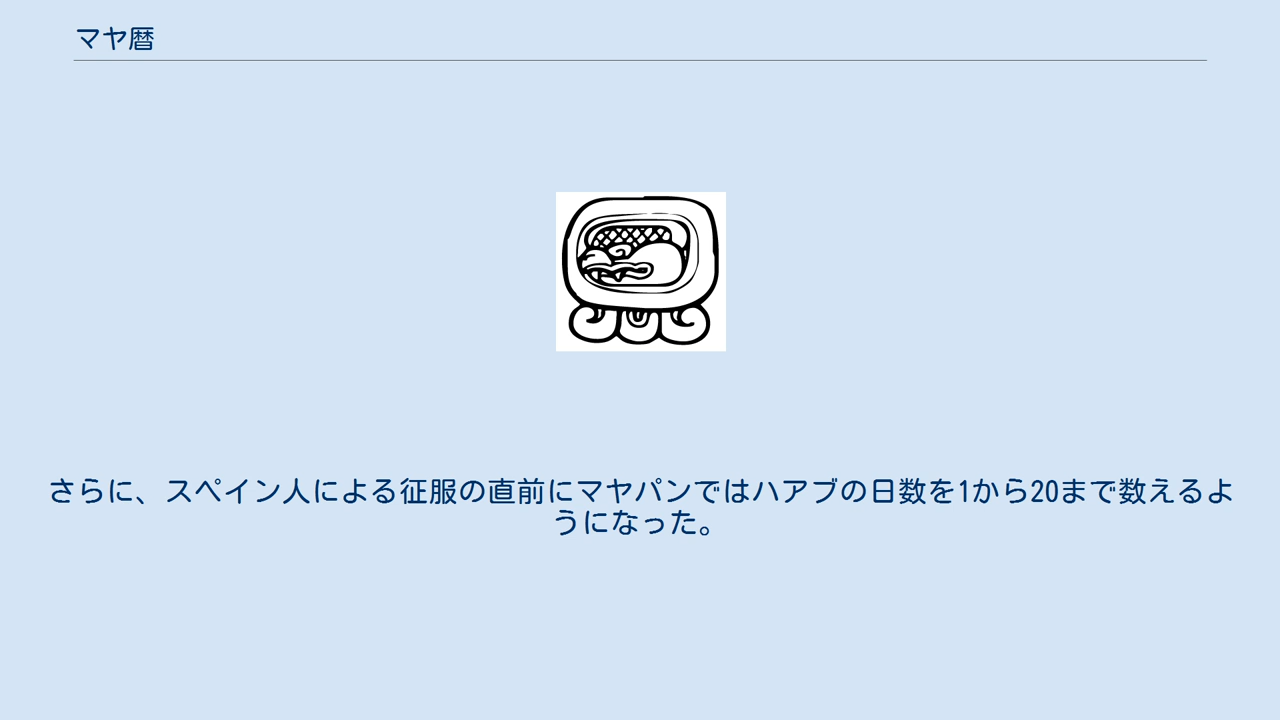 マヤ暦
さらに、スペイン人による征服の直前にマヤパンではハアブの日数を1から20まで数えるよ
うになった。